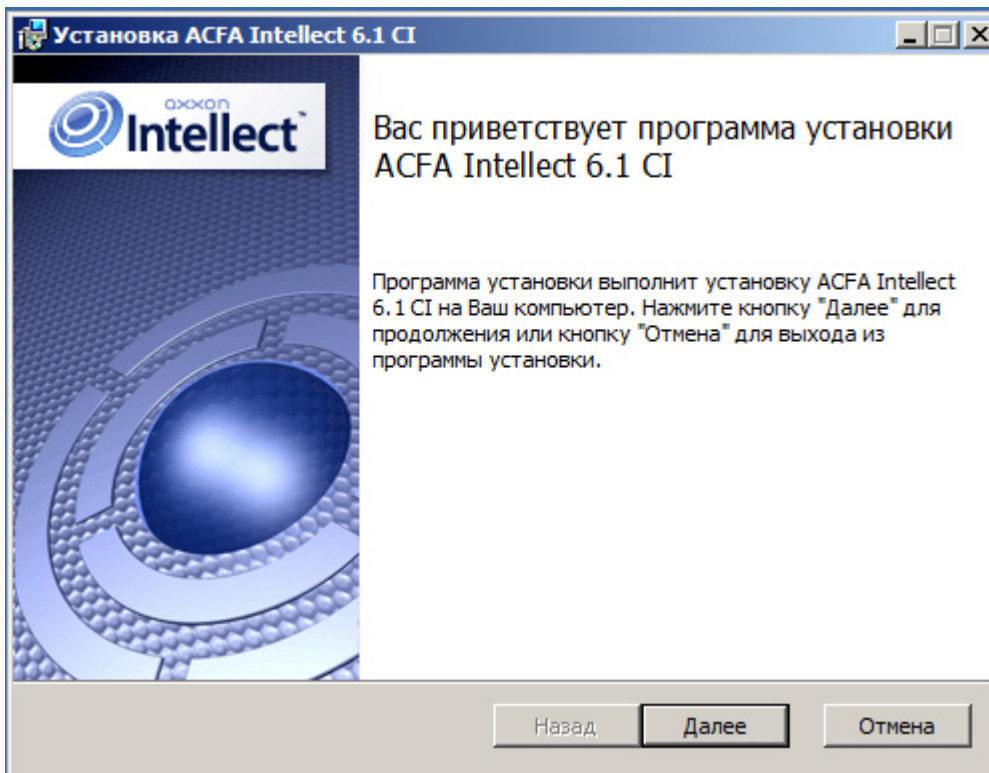 Установка ACFA Intellect 6.1 CI
axxon
Intellect™
Вас приветствует программа установки
ACFA Intellect 6.1 CI
Программа установки выполнит установку ACFA Intellect
6.1 CI на Ваш компьютер. Нажмите кнопку "Далее" для
продолжения или кнопку "Отмена" для выхода из
программы установки.
Назад
Далее
Отмена